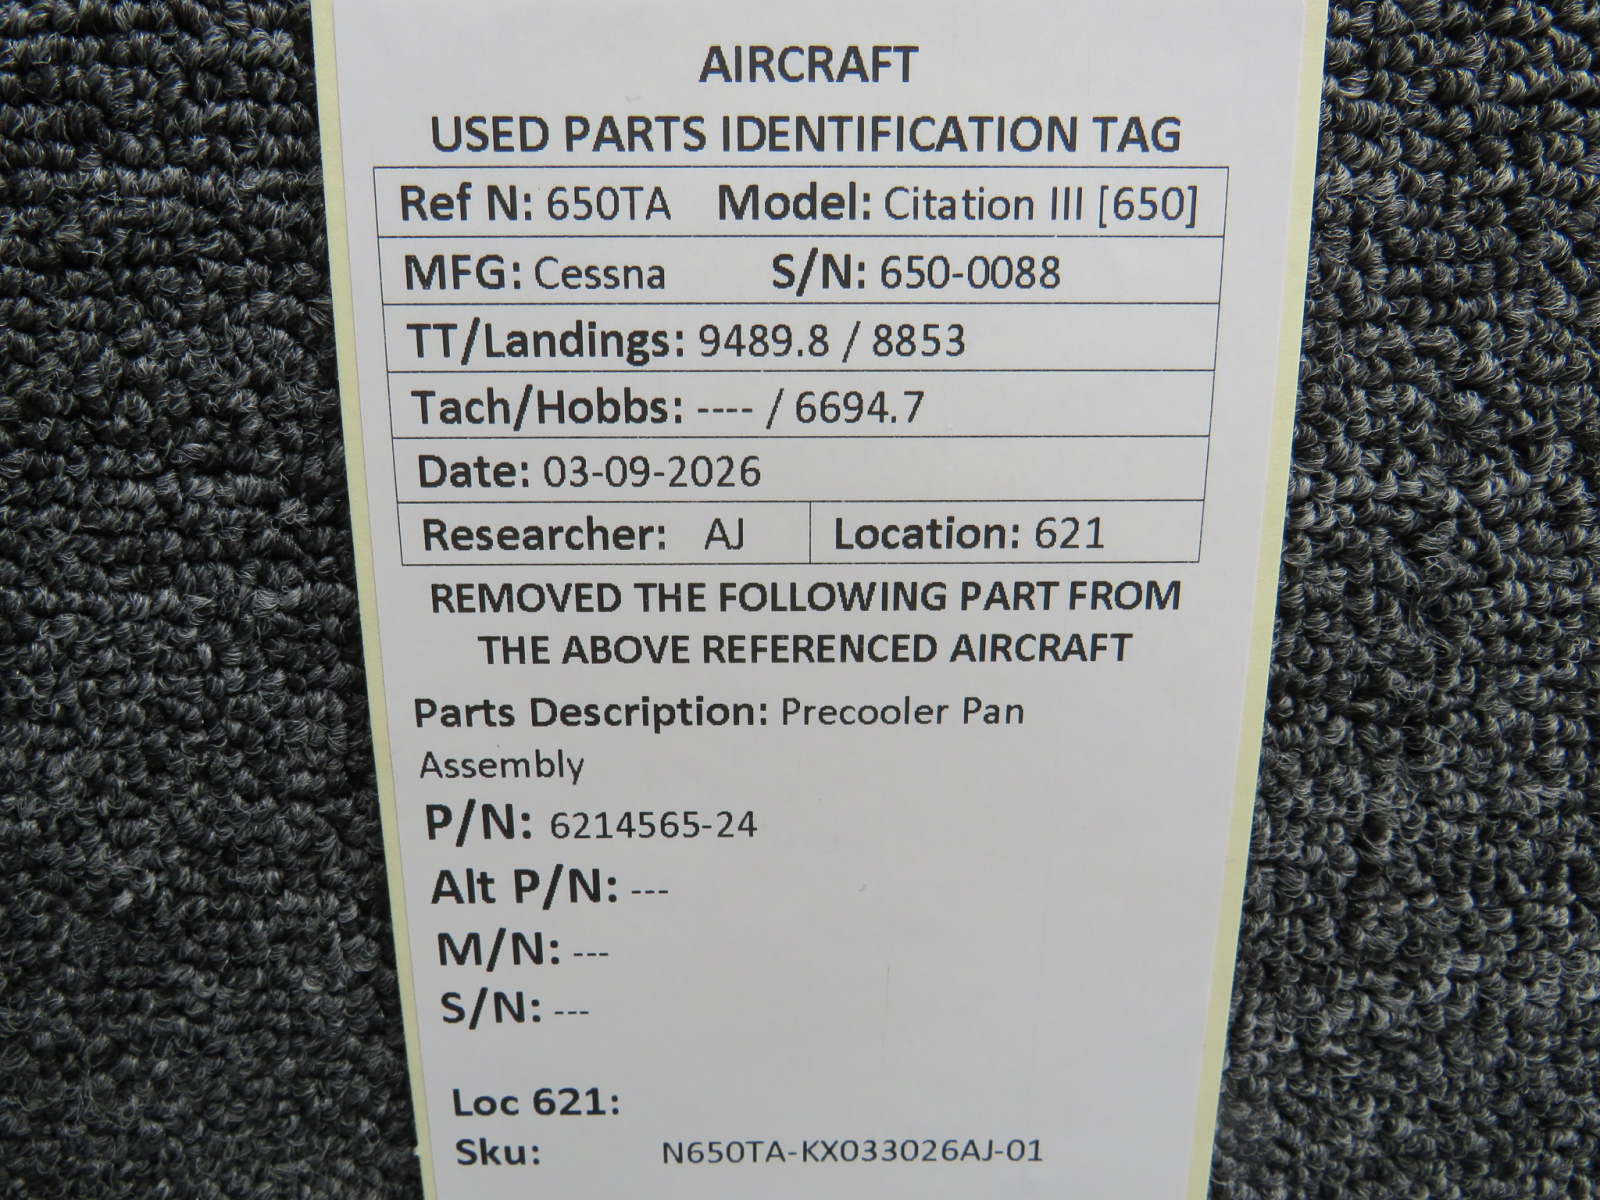 AIRCRAFT
USED PARTS IDENTIFICATION TAG
Ref N: 650TA Model: Citation III [650]
MFG: Cessna S/N: 650-0088
TT/Landings: 9489.8 / 8853
Tach/Hobbs: ---- / 6694.7
Date: 03-09-2026
Researcher: AJ Location: 621
REMOVED THE FOLLOWING PART FROM
THE ABOVE REFERENCED AIRCRAFT
Parts Description: Precooler Pan
Assembly
P/N: 6214565-24
Alt P/N: ---
M/N: ---
S/N: ---
Loc 621:
Sku: N650TA-KX033026AJ-01